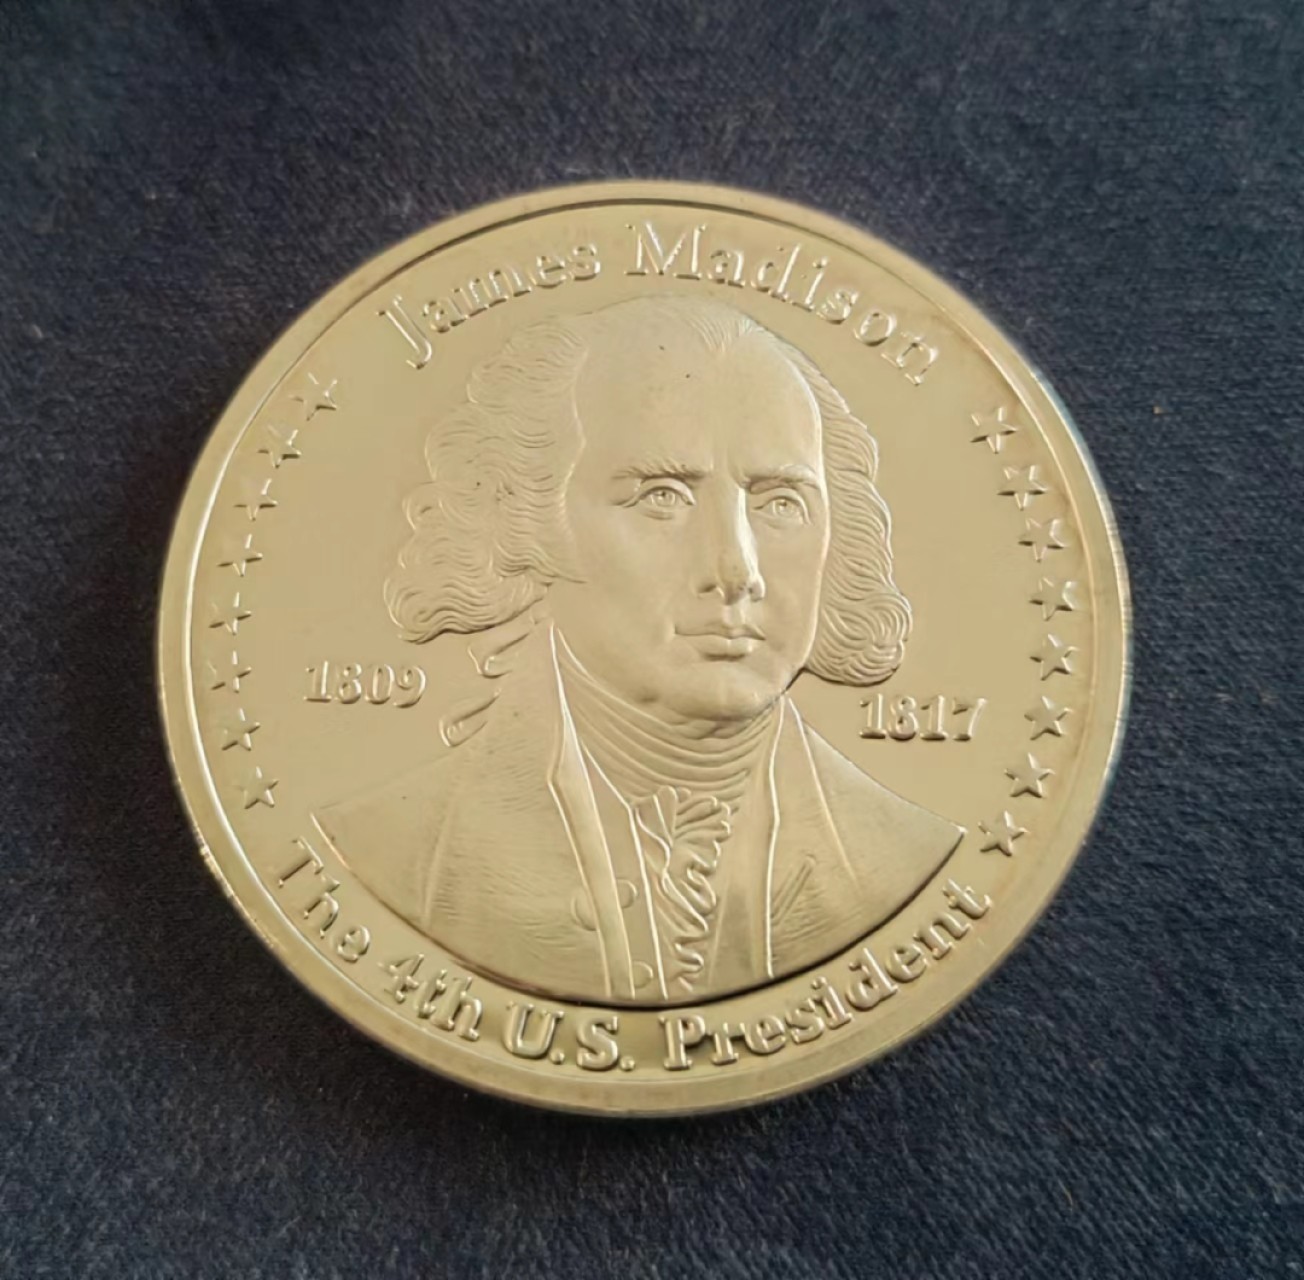 James Madison
1809
1817
The 4th U.S. President